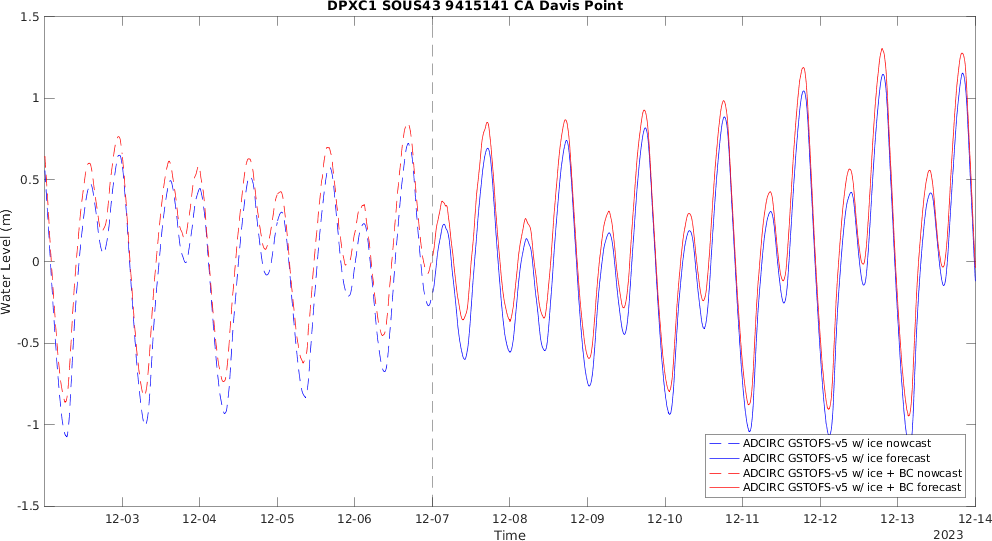 DPXC1 SOUS43 9415141 CA Davis Point
1.5
1
0.5
0
-0.5
-1
-1.5
Water Level (m)
12-03 12-04 12-05 12-06 12-07 12-08 12-09 12-10 12-11 12-12 12-13 12-14
Time
2023
ADCIRC GSTOFS-v5 w/ ice nowcast
ADCIRC GSTOFS-v5 w/ ice forecast
ADCIRC GSTOFS-v5 w/ ice + BC nowcast
ADCIRC GSTOFS-v5 w/ ice + BC forecast